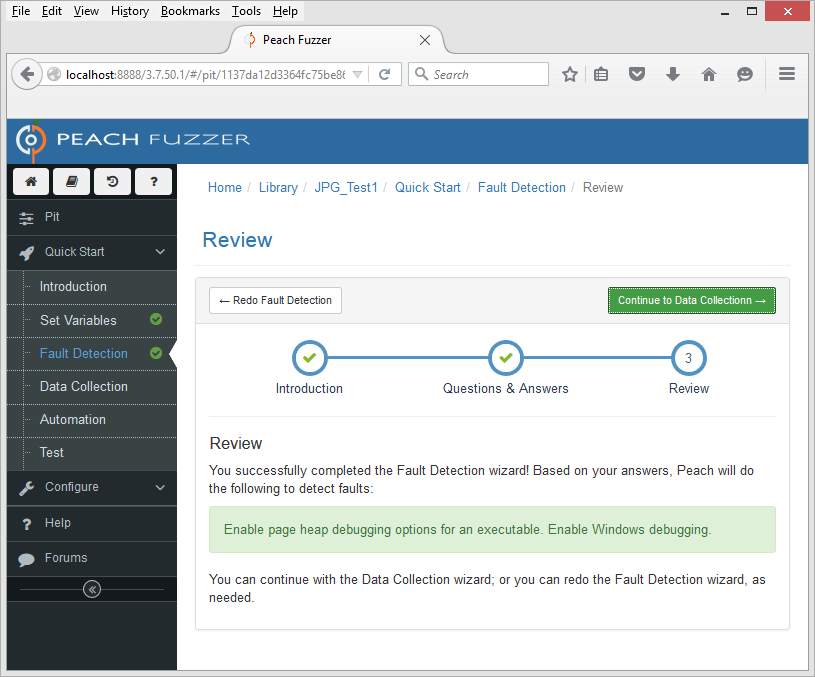 File Edit View History Bookmarks Tools Help
Peach Fuzzer
localhost:8888/3.7.50.1/#/pit/1137da12d3364fc75be86
Search
PEACH FUZZER
?
Home / Library / JPG_Test1 / Quick Start / Fault Detection / Review
Pit
Quick Start
Introduction
Set Variables
Fault Detection
Data Collection
Automation
Test
Configure
? Help
Forums
Review
← Redo Fault Detection
Continue to Data Collectionn →
3
Introduction
Questions & Answers
Review
Review
You successfully completed the Fault Detection wizard! Based on your answers, Peach will do
the following to detect faults:
Enable page heap debugging options for an executable. Enable Windows debugging.
You can continue with the Data Collection wizard; or you can redo the Fault Detection wizard, as
needed.